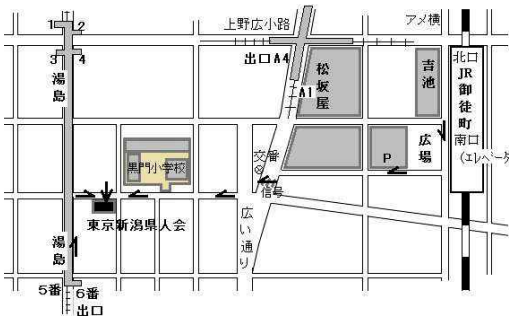 上野広小路
アメ横
1
2
3
4
出口A4
A1
湯島
松坂屋
吉池
北口
JR御徒町
南口
(エレベータ
広場
P
交番
信号
黒門小学校
東京新潟県人会
広い通り
湯島
5番
6番
出口